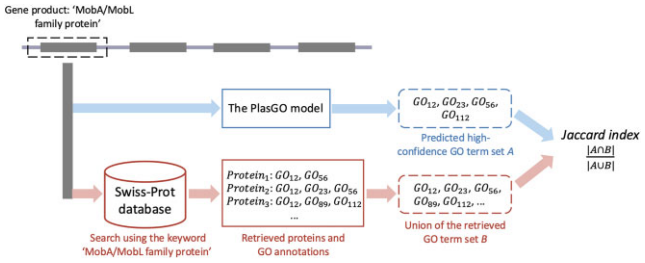 Gene product: ‘MobA/MobL
family protein’
The PlasGO model
GO12, GO23, GO56,
GO112
Predicted high-
confidence GO term set A
Jaccard index
|A∩B|
|A∪B|
Swiss-Prot
database
Search using the keyword
‘MobA/MobL family protein’
Protein1: GO12, GO56
Protein2: GO12, GO23, GO56
Protein3: GO12, GO89, GO112
...
Retrieved proteins and
GO annotations
GO12, GO23, GO56,
GO89, GO112, ...
Union of the retrieved
GO term set B